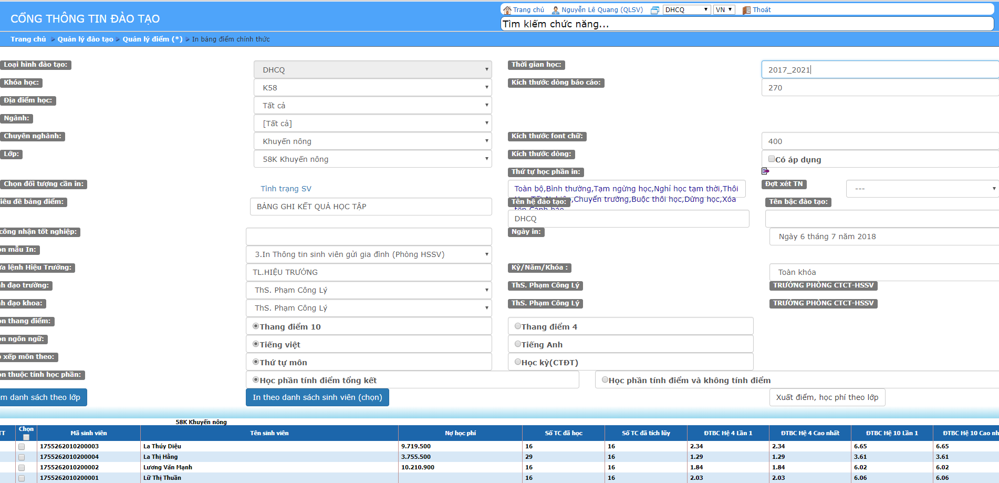 Trang chủ Nguyễn Lê Quang (QLSV) DHCQ VN Thoát
CỔNG THÔNG TIN ĐÀO TẠO
Tìm kiếm chức năng...
Trang chủ Quản lý đào tạo Quản lý điểm (*) In bảng điểm chính thức
Loại hình đào tạo: DHCQ Thời gian học: 2017_2021
Khóa học: K58 Kích thước dòng báo cáo: 270
Địa điểm học: Tất cả
Ngành: [Tất cả]
Chuyên nghành: Khuyến nông Kích thước font chữ: 400
Lớp: 58K Khuyến nông Kích thước dòng: Có áp dụng
Thứ tự học phần in:
Chọn đối tượng cần in: Tình trạng SV Toàn bộ,Bình thường,Tạm ngừng học,Nghỉ học tạm thời,Thôi Đợt xét TN ---
,Chuyển trường,Buộc thôi học,Dừng học,Xóa
iêu đề bảng điểm: BẢNG GHI KẾT QUẢ HỌC TẬP Tên hệ đào tạo: Tên bậc đào tạo:
DHCQ
công nhận tốt nghiệp: Ngày in: Ngày 6 tháng 7 năm 2018
ọn mẫu In: 3.In Thông tin sinh viên gửi gia đình (Phòng HSSV)
ừa lệnh Hiệu Trưởng: TL.HIỆU TRƯỞNG Kỳ/Năm/Khóa : Toàn khóa
nh đạo trường: ThS. Phạm Công Lý ThS. Phạm Công Lý TRƯỞNG PHÒNG CTCT-HSSV
nh đạo khoa: ThS. Phạm Công Lý ThS. Phạm Công Lý TRƯỞNG PHÒNG CTCT-HSSV
ọn thang điểm: Thang điểm 10 Thang điểm 4
ọn ngôn ngữ: Tiếng việt Tiếng Anh
p xếp môn theo: Thứ tự môn Học kỳ(CTĐT)
ọn thuộc tính học phần: Học phần tính điểm tổng kết Học phần tính điểm và không tính điểm
m danh sách theo lớp In theo danh sách sinh viên (chọn) Xuất điểm, học phí theo lớp
58K Khuyến nông
TT Chọn Mã sinh viên Tên sinh viên Nợ học phí Số TC đã học Số TC đã tích lũy ĐTBC Hệ 4 Lần 1 ĐTBC Hệ 4 Cao nhất ĐTBC Hệ 10 Lần 1 ĐTBC Hệ 10 Cao nh
1755262010200003 La Thúy Diệu 9.719.500 16 16 2.34 2.34 6.65 6.65
1755262010200004 La Thị Hằng 3.755.500 29 16 1.29 1.29 3.61 3.61
1755262010200002 Lương Văn Mạnh 10.210.900 16 16 1.84 1.84 6.02 6.02
1755262010200001 Lữ Thị Thuần 16 16 2.03 2.03 6.06 6.06